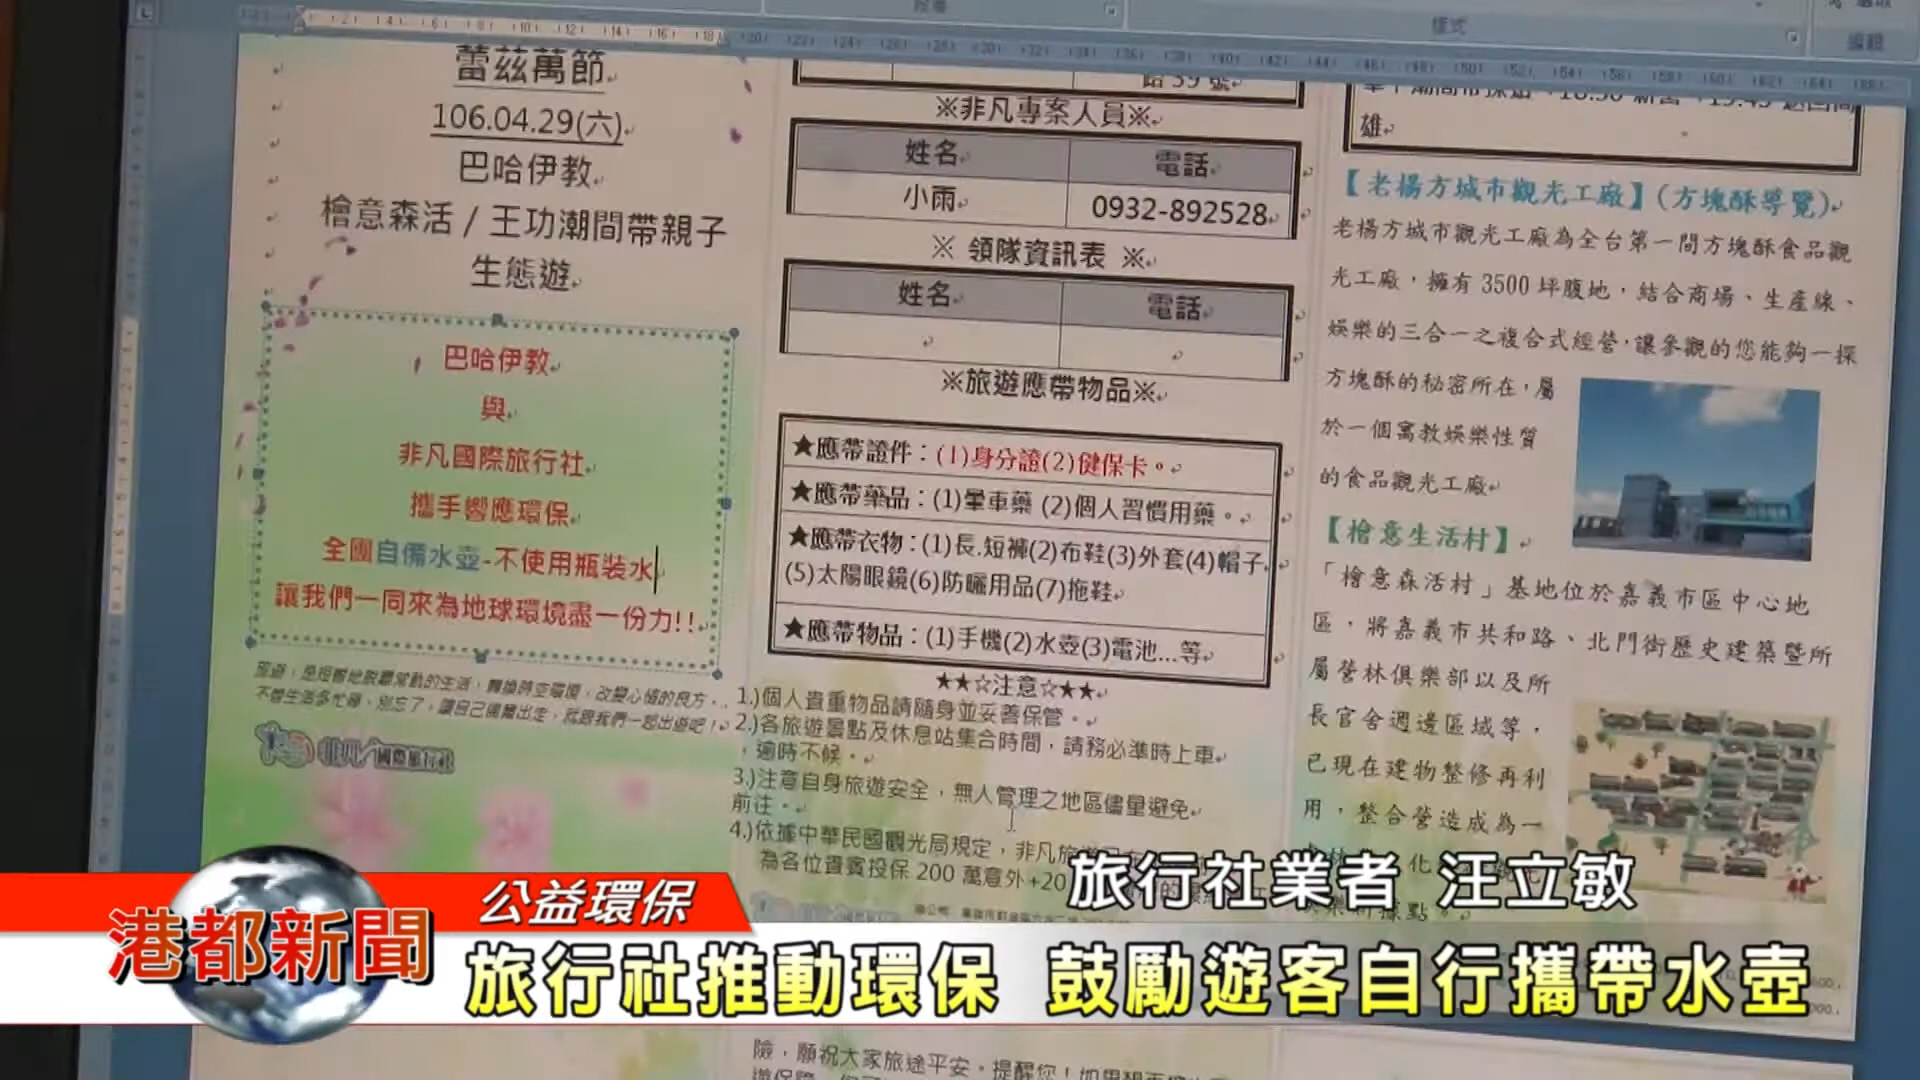 蕾茲萬節
106.04.29(六)
巴哈伊教
檜意森活 / 王功潮間帶親子
生態遊
巴哈伊教
與
非凡國際旅行社
攜手響應環保
全團自備水壺-不使用瓶裝水
讓我們一同來為地球環境盡一份力!!
國際旅行社
路 59 號
※非凡專案人員※
姓名 電話
小雨 0932-892528
※ 領隊資訊表 ※
姓名 電話
※旅遊應帶物品※
★應帶證件：(1)身分證(2)健保卡。
★應帶藥品：(1)暈車藥 (2)個人習慣用藥。
★應帶衣物：(1)長.短褲(2)布鞋(3)外套(4)帽子
(5)太陽眼鏡(6)防曬用品(7)拖鞋
★應帶物品：(1)手機(2)水壺(3)電池...等
★★☆注意☆★★
1.)個人貴重物品請隨身並妥善保管。
2.)各旅遊景點及休息站集合時間，請務必準時上車
，逾時不候。
3.)注意自身旅遊安全，無人管理之地區儘量避免
前往。
4.)依據中華民國觀光局規定，非凡旅
為各位貴賓投保 200 萬意外+20
險，願祝大家旅途平安。提醒您！如
雄
【老楊方城市觀光工廠】(方塊酥導覽)
老楊方城市觀光工廠為全台第一間方塊酥食品觀
光工廠，擁有 3500 坪腹地，結合商場、生產線、
娛樂的三合一之複合式經營，讓參觀的您能夠一探
方塊酥的秘密所在，屬
於一個寓教娛樂性質
的食品觀光工廠
【檜意生活村】
「檜意森活村」基地位於嘉義市區中心地
區，將嘉義市共和路、北門街歷史建築暨所
屬營林俱樂部以及所
長官舍週邊區域等，
已現在建物整修再利
用，整合營造成為一
旅行社業者 汪立敏
公益環保
港都新聞
旅行社推動環保 鼓勵遊客自行攜帶水壺